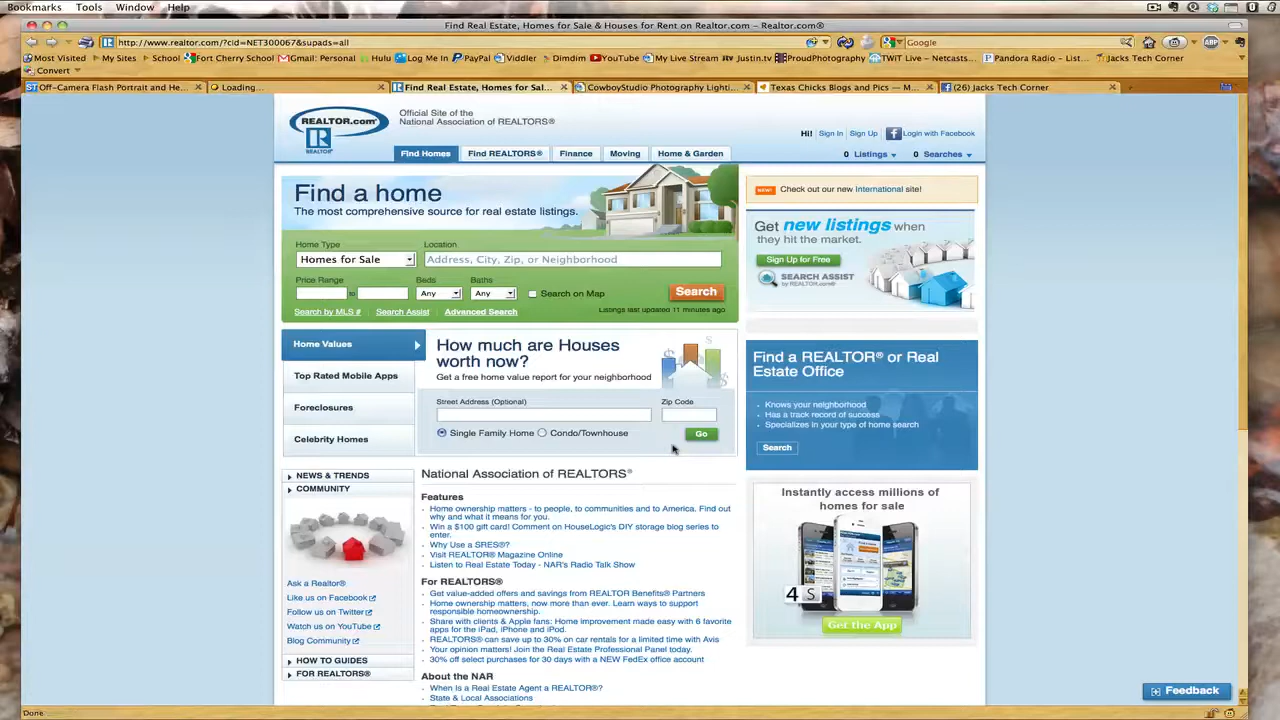 Bookmarks Tools Window Help
Find Real Estate, Homes for Sale & Houses for Rent on Realtor.com – Realtor.com®
http://www.realtor.com/?cid=NET300067&supads=all
Google
Most Visited My Sites School Fort Cherry School Gmail: Personal Hulu Log Me In PayPal Viddler Dimdim YouTube My Live Stream Justin.tv ProudPhotography TWIT Live – Netcasts... Pandora Radio – List... Jacks Tech Corner
Convert
Off-Camera Flash Portrait and He... Loading... Find Real Estate, Homes for Sal... CowboyStudio Photography Lighti... Texas Chicks Blogs and Pics — M... (26) Jacks Tech Corner
REALTOR.com®
REALTOR®
Official Site of the
National Association of REALTORS®
Hi! Sign In Sign Up Login with Facebook
Find Homes Find REALTORS® Finance Moving Home & Garden
0 Listings 0 Searches
Find a home
The most comprehensive source for real estate listings.
Home Type Location
Homes for Sale Address, City, Zip, or Neighborhood
Price Range Beds Baths
to Any Any Search on Map Search
Search by MLS # Search Assist Advanced Search Listings last updated 11 minutes ago
NEW! Check out our new International site!
Get new listings when
they hit the market.
Sign Up for Free
SEARCH ASSIST
by REALTOR.com®
Home Values
Top Rated Mobile Apps
Foreclosures
Celebrity Homes
How much are Houses
worth now?
Get a free home value report for your neighborhood
Street Address (Optional) Zip Code
Single Family Home Condo/Townhouse Go
Find a REALTOR® or Real
Estate Office
Knows your neighborhood
Has a track record of success
Specializes in your type of home search
Search
NEWS & TRENDS
COMMUNITY
Ask a Realtor®
Like us on Facebook
Follow us on Twitter
Watch us on YouTube
Blog Community
HOW TO GUIDES
FOR REALTORS®
National Association of REALTORS®
Features
Home ownership matters - to people, to communities and to America. Find out
why and what it means for you.
Win a $100 gift card! Comment on HouseLogic's DIY storage blog series to
enter.
Why Use a SRES®?
Visit REALTOR® Magazine Online
Listen to Real Estate Today - NAR's Radio Talk Show
For REALTORS®
Get value-added offers and savings from REALTOR Benefits® Partners
Home ownership matters, now more than ever. Learn ways to support
responsible homeownership.
Share with clients & Apple fans: Home improvement made easy with 6 favorite
apps for the iPad, iPhone and iPod.
REALTORS® can save up to 30% on car rentals for a limited time with Avis
Your opinion matters! Join the Real Estate Professional Panel today.
30% off select purchases for 30 days with a NEW FedEx office account
About the NAR
When Is a Real Estate Agent a REALTOR®?
State & Local Associations
Instantly access millions of
homes for sale
4 S
Get the App
Feedback
Done